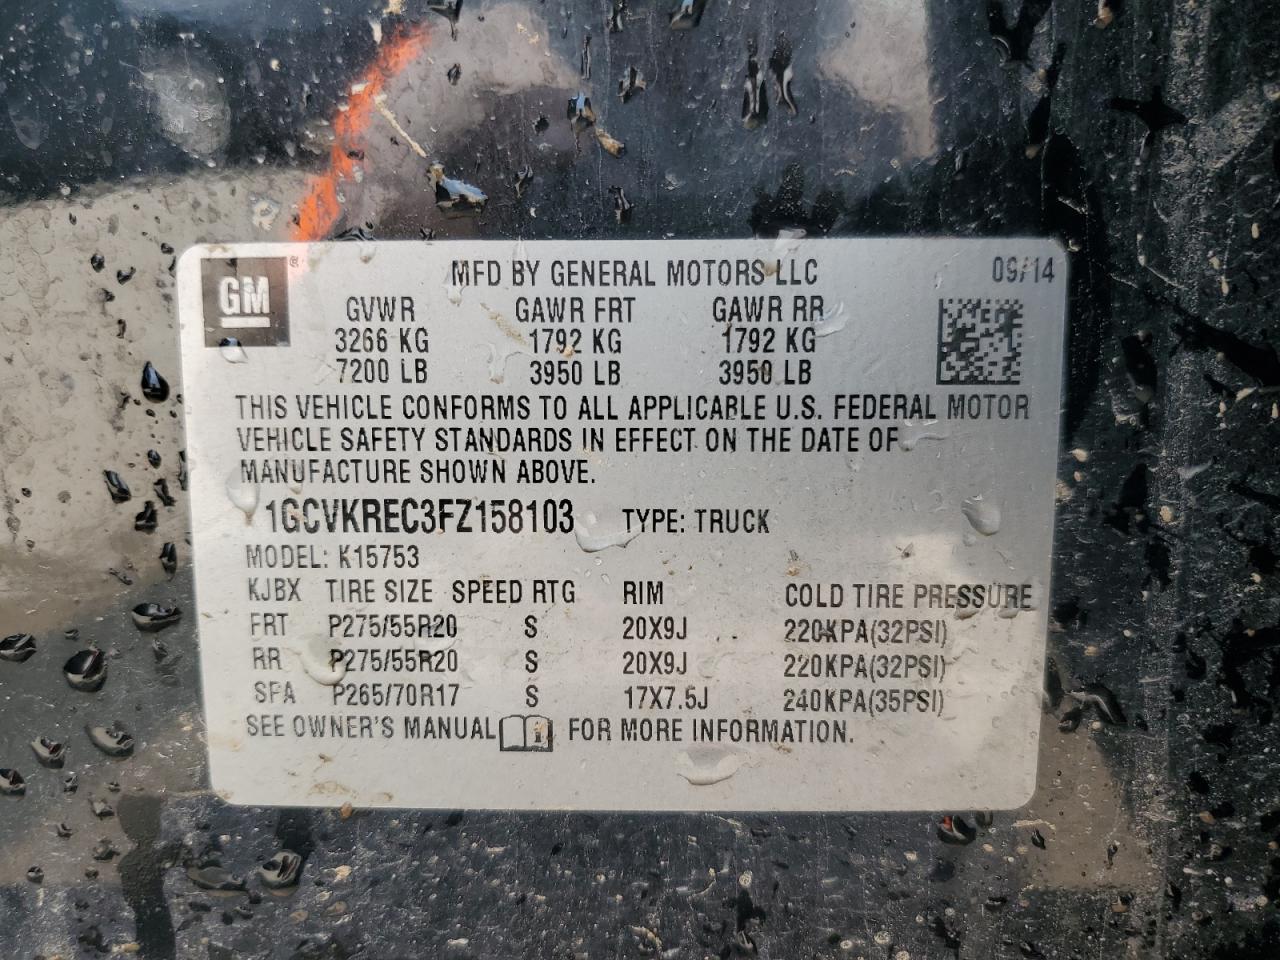 GM ® MFD BY GENERAL MOTORS LLC 09/14
GVWR GAWR FRT GAWR RR
3266 KG 1792 KG 1792 KG
7200 LB 3950 LB 3950 LB
THIS VEHICLE CONFORMS TO ALL APPLICABLE U.S. FEDERAL MOTOR
VEHICLE SAFETY STANDARDS IN EFFECT ON THE DATE OF
MANUFACTURE SHOWN ABOVE.
1GCVKREC3FZ158103 TYPE: TRUCK
MODEL: K15753
KJBX TIRE SIZE SPEED RTG RIM COLD TIRE PRESSURE
FRT P275/55R20 S 20X9J 220KPA(32PSI)
RR P275/55R20 S 20X9J 220KPA(32PSI)
SPA P265/70R17 S 17X7.5J 240KPA(35PSI)
SEE OWNER'S MANUAL FOR MORE INFORMATION.